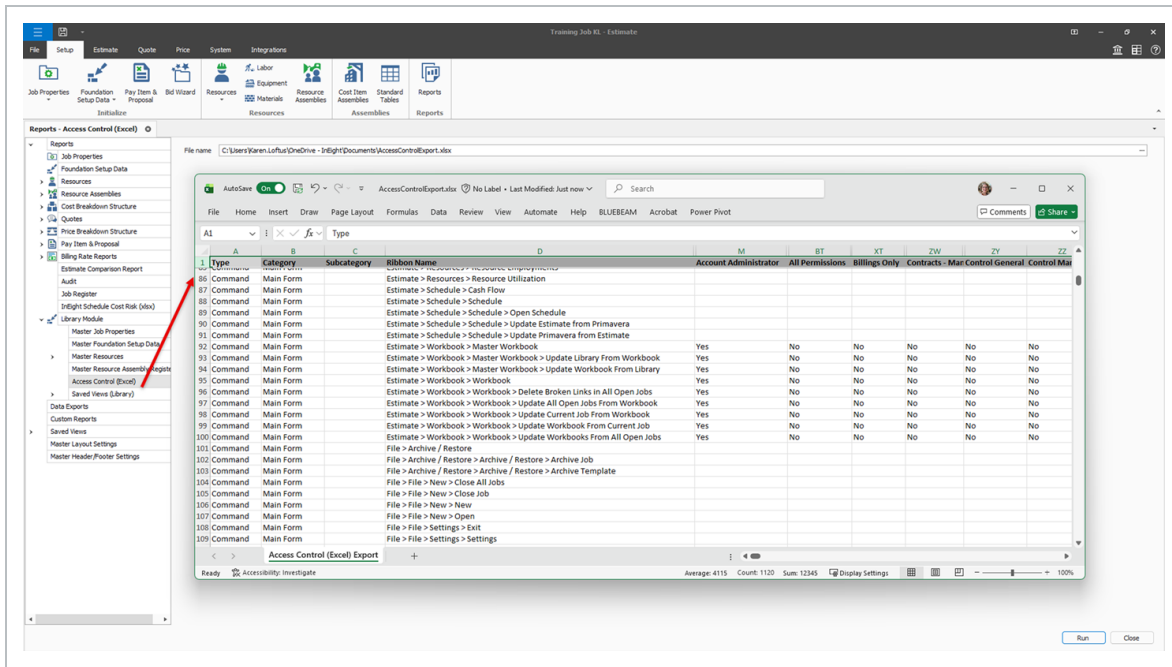 Training Job KL - Estimate
File Setup Estimate Quote Price System Integrations
Job Properties Foundation Setup Data Pay Item & Proposal Bid Wizard Resources Labor Equipment Materials Resource Assemblies Cost Item Assemblies Standard Tables Reports
Initialize Resources Assemblies Reports
Reports - Access Control (Excel)
Reports
Job Properties
Foundation Setup Data
Resources
Resource Assemblies
Cost Breakdown Structure
Quotes
Price Breakdown Structure
Pay Item & Proposal
Billing Rate Reports
Estimate Comparison Report
Audit
Job Register
InEight Schedule Cost Risk (xlsx)
Library Module
Master Job Properties
Master Foundation Setup Data
Master Resources
Master Resource Assembly Registe
Access Control (Excel)
Saved Views (Library)
Data Exports
Custom Reports
Saved Views
Master Layout Settings
Master Header/Footer Settings
File name C:\Users\Karen.Loftus\OneDrive - InEight\Documents\AccessControlExport.xlsx
AutoSave On AccessControlExport.xlsx No Label • Last Modified: Just now Search
File Home Insert Draw Page Layout Formulas Data Review View Automate Help BLUEBEAM Acrobat Power Pivot Comments Share
A1 fx Type
A B C D M BT XT ZW ZY ZZ
1 Type Category Subcategory Ribbon Name Account Administrator All Permissions Billings Only Contracts - Mar Control General Control Mar
85 Command Main Form Estimate > Resources > Resource Employments
86 Command Main Form Estimate > Resources > Resource Utilization
87 Command Main Form Estimate > Schedule > Cash Flow
88 Command Main Form Estimate > Schedule > Schedule
89 Command Main Form Estimate > Schedule > Schedule > Open Schedule
90 Command Main Form Estimate > Schedule > Schedule > Update Estimate from Primavera
91 Command Main Form Estimate > Schedule > Schedule > Update Primavera from Estimate
92 Command Main Form Estimate > Workbook > Master Workbook Yes No No No No No
93 Command Main Form Estimate > Workbook > Master Workbook > Update Library From Workbook Yes No No No No No
94 Command Main Form Estimate > Workbook > Master Workbook > Update Workbook From Library Yes No No No No No
95 Command Main Form Estimate > Workbook > Workbook Yes No No No No No
96 Command Main Form Estimate > Workbook > Workbook > Delete Broken Links in All Open Jobs Yes No No No No No
97 Command Main Form Estimate > Workbook > Workbook > Update All Open Jobs From Workbook Yes No No No No No
98 Command Main Form Estimate > Workbook > Workbook > Update Current Job From Workbook Yes No No No No No
99 Command Main Form Estimate > Workbook > Workbook > Update Workbook From Current Job Yes No No No No No
100 Command Main Form Estimate > Workbook > Workbook > Update Workbooks From All Open Jobs Yes No No No No No
101 Command Main Form File > Archive / Restore
102 Command Main Form File > Archive / Restore > Archive / Restore > Archive Job
103 Command Main Form File > Archive / Restore > Archive / Restore > Archive Template
104 Command Main Form File > File > New > Close All Jobs
105 Command Main Form File > File > New > Close Job
106 Command Main Form File > File > New > New
107 Command Main Form File > File > New > Open
108 Command Main Form File > File > Settings > Exit
109 Command Main Form File > File > Settings > Settings
Access Control (Excel) Export
Ready Accessibility: Investigate Average: 4115 Count: 1120 Sum: 12345 Display Settings 100%
Run Close